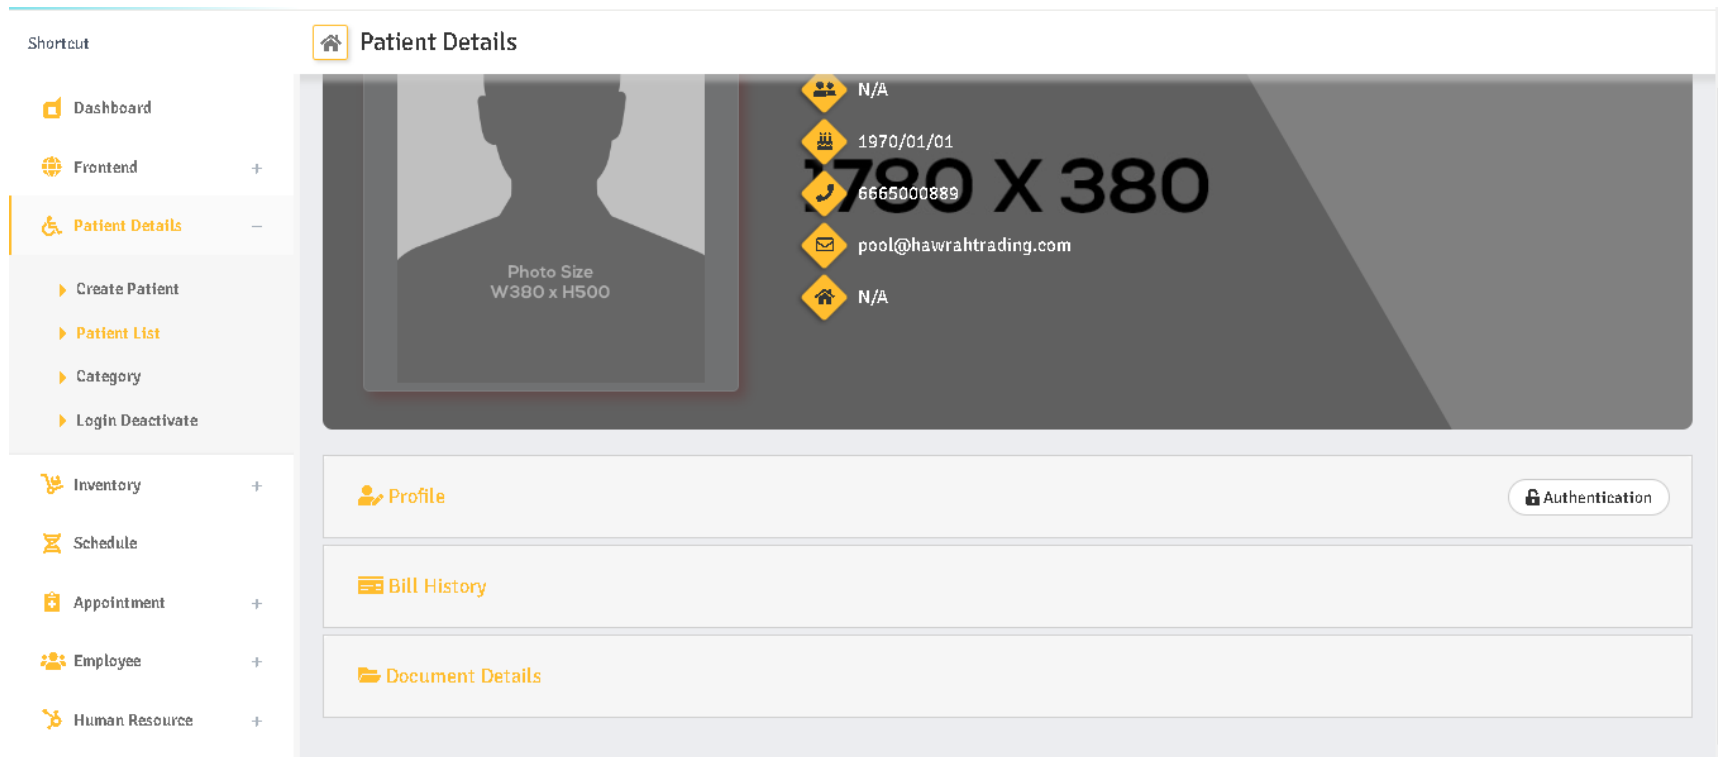 Shortcut
Dashboard
Frontend
Patient Details
Create Patient
Patient List
Category
Login Deactivate
Inventory
Schedule
Appointment
Employee
Human Resource
Patient Details
Photo Size
W380 x H500
N/A
1970/01/01
1780 X 380
6665000889
pool@hawrahtrading.com
N/A
Profile
Authentication
Bill History
Document Details